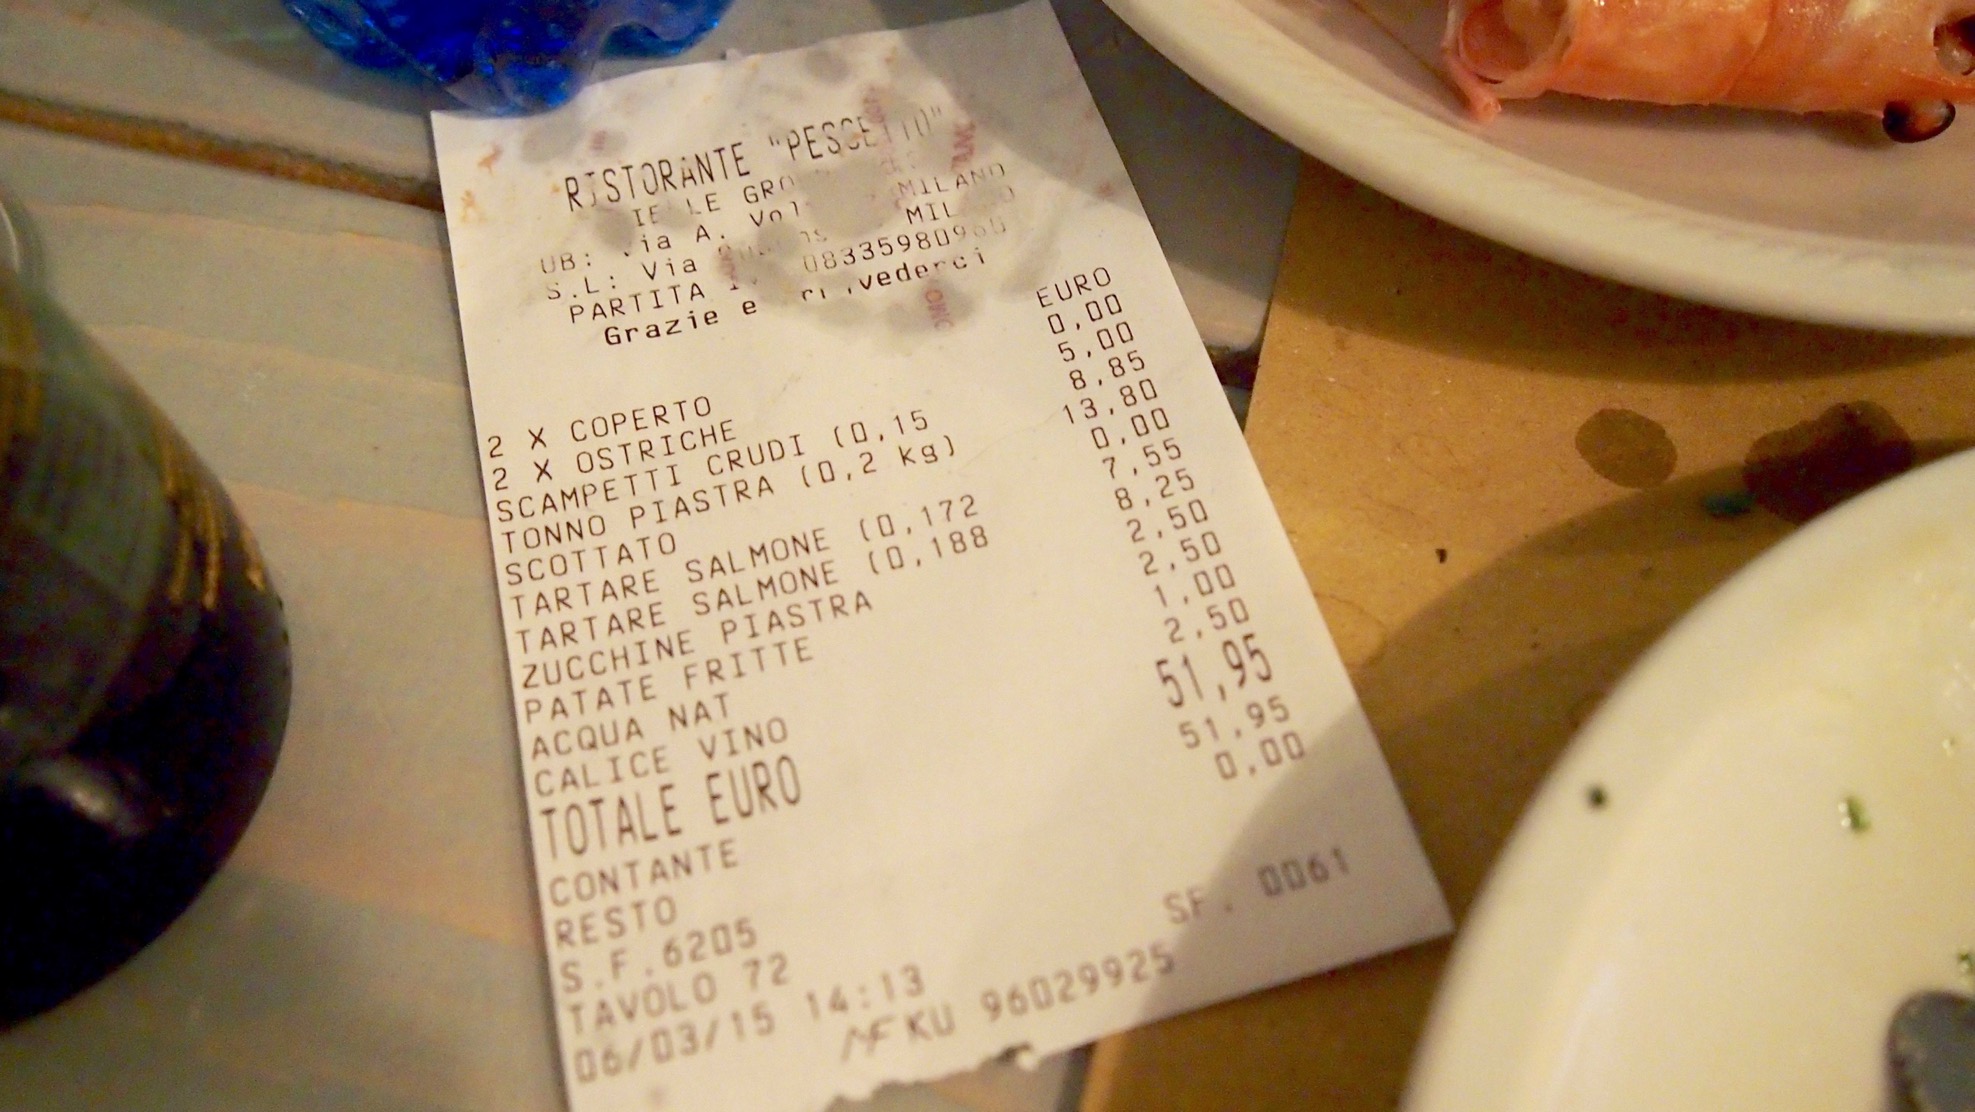 RISTORANTE "PESCETTO"
LE
UB: Via A. MILANO
S.L: Via
PARTITA
Grazie e
EURO
2 X COPERTO 0,00
2 X OSTRICHE 5,00
SCAMPETTI CRUDI (0,15 8,85
TONNO PIASTRA (0,2 kg) 13,80
SCOTTATO 0,00
TARTARE SALMONE (0,172 7,55
TARTARE SALMONE (0,188 8,25
ZUCCHINE PIASTRA 2,50
PATATE FRITTE 2,50
ACQUA NAT 1,00
CALICE VINO 2,50
TOTALE EURO 51,95
CONTANTE 51,95
RESTO 0,00
S.F.6205
TAVOLO 72 SF. 0061
06/03/15 14:13
MF KU 96029925